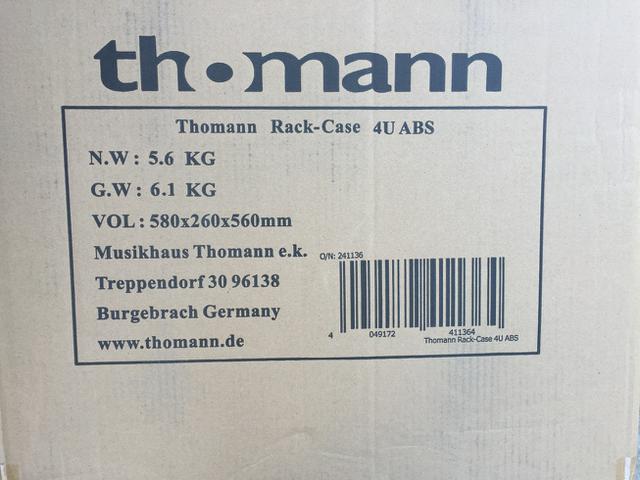 th•mann
Thomann Rack-Case 4U ABS
N.W: 5.6 KG
G.W: 6.1 KG
VOL: 580x260x560mm
Musikhaus Thomann e.k.
Treppendorf 30 96138
Burgebrach Germany
www.thomann.de
O/N: 241136
4 049172 411364
Thomann Rack-Case 4U ABS